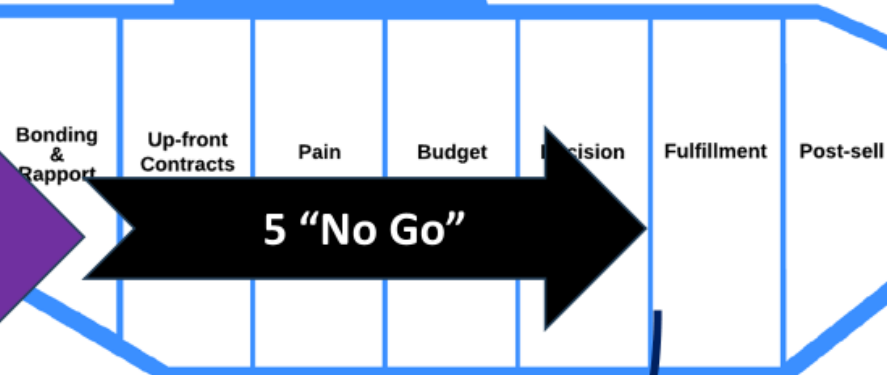 Bonding
&
Rapport
Up-front
Contracts
Pain
Budget
Fulfillment
Post-sell
5 “No Go”